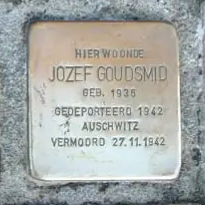 HIER WOONDE
JOZEF GOUDSMID
GEB. 1936
GEDEPORTEERD 1942
AUSCHWITZ
VERMOORD 27.11.1942